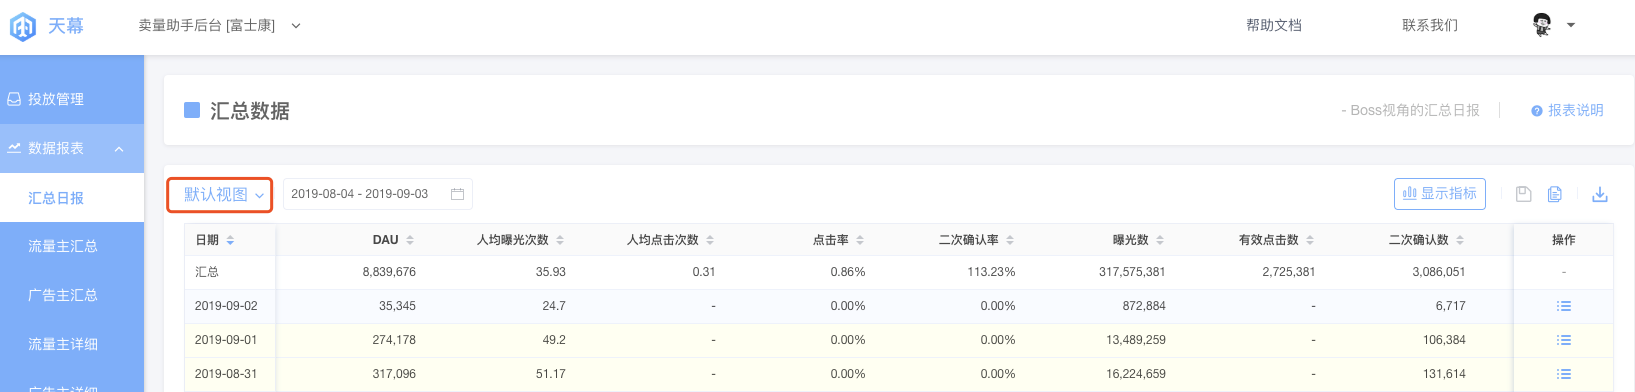 天幕 卖量助手后台 [富士康] 帮助文档 联系我们
投放管理
数据报表
汇总日报
流量主汇总
广告主汇总
流量主详细
广告主详细
汇总数据 - Boss视角的汇总日报 报表说明
默认视图 2019-08-04 - 2019-09-03 显示指标
日期 DAU 人均曝光次数 人均点击次数 点击率 二次确认率 曝光数 有效点击数 二次确认数 操作
汇总 8,839,676 35.93 0.31 0.86% 113.23% 317,575,381 2,725,381 3,086,051 -
2019-09-02 35,345 24.7 - 0.00% 0.00% 872,884 - 6,717
2019-09-01 274,178 49.2 - 0.00% 0.00% 13,489,259 - 106,384
2019-08-31 317,096 51.17 - 0.00% 0.00% 16,224,659 - 131,614